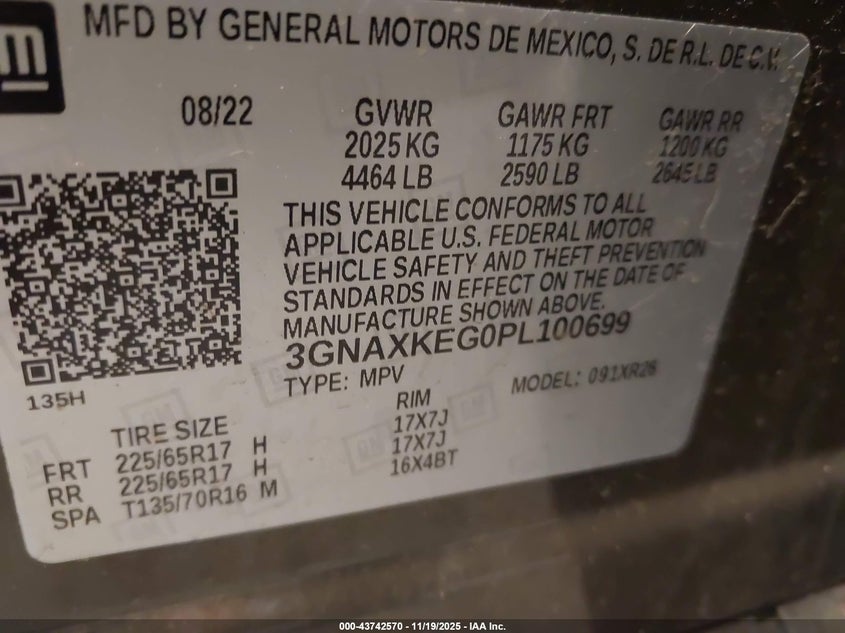 gm
MFD BY GENERAL MOTORS DE MEXICO, S. DE R.L. DE C.V.
08/22 GVWR GAWR FRT GAWR RR
2025 KG 1175 KG 1200 KG
4464 LB 2590 LB 2645 LB
THIS VEHICLE CONFORMS TO ALL
APPLICABLE U.S. FEDERAL MOTOR
VEHICLE SAFETY AND THEFT PREVENTION
STANDARDS IN EFFECT ON THE DATE OF
MANUFACTURE SHOWN ABOVE.
3GNAXKEG0PL100699
TYPE: MPV MODEL: 091XR26
135H
TIRE SIZE RIM
FRT 225/65R17 H 17X7J
RR 225/65R17 H 17X7J
SPA T135/70R16 M 16X4BT
000-43742570 - 11/19/2025 - IAA Inc.